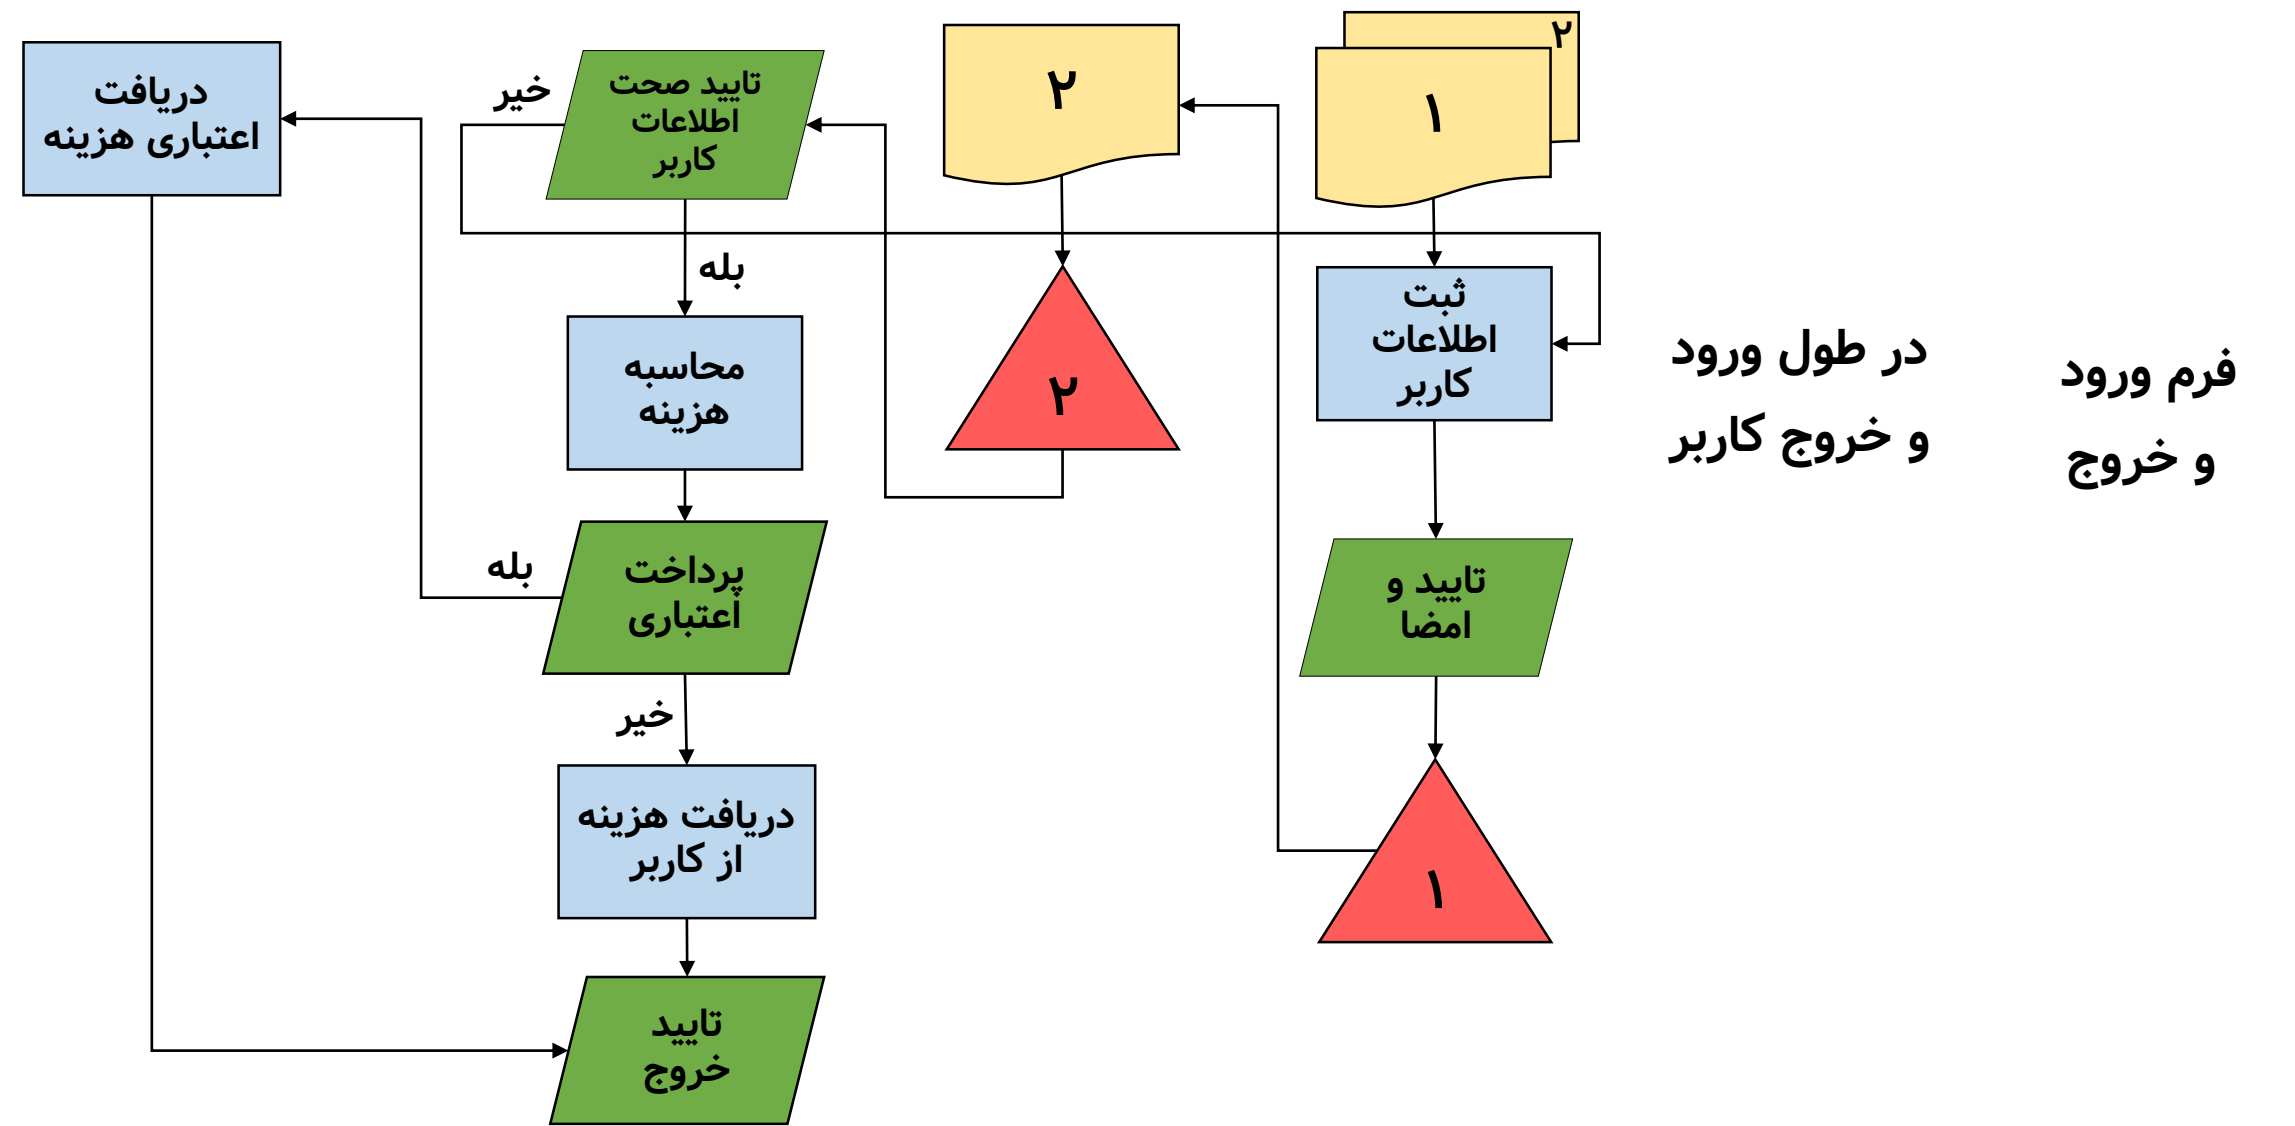 فرم ورود
و خروج
در طول ورود
و خروج کاربر
۲
۱
ثبت
اطلاعات
کاربر
تایید و
امضا
۱
۲
۲
تایید صحت
اطلاعات
کاربر
خیر
بله
محاسبه
هزینه
پرداخت
اعتباری
بله
خیر
دریافت هزینه
از کاربر
تایید
خروج
دریافت
اعتباری هزینه